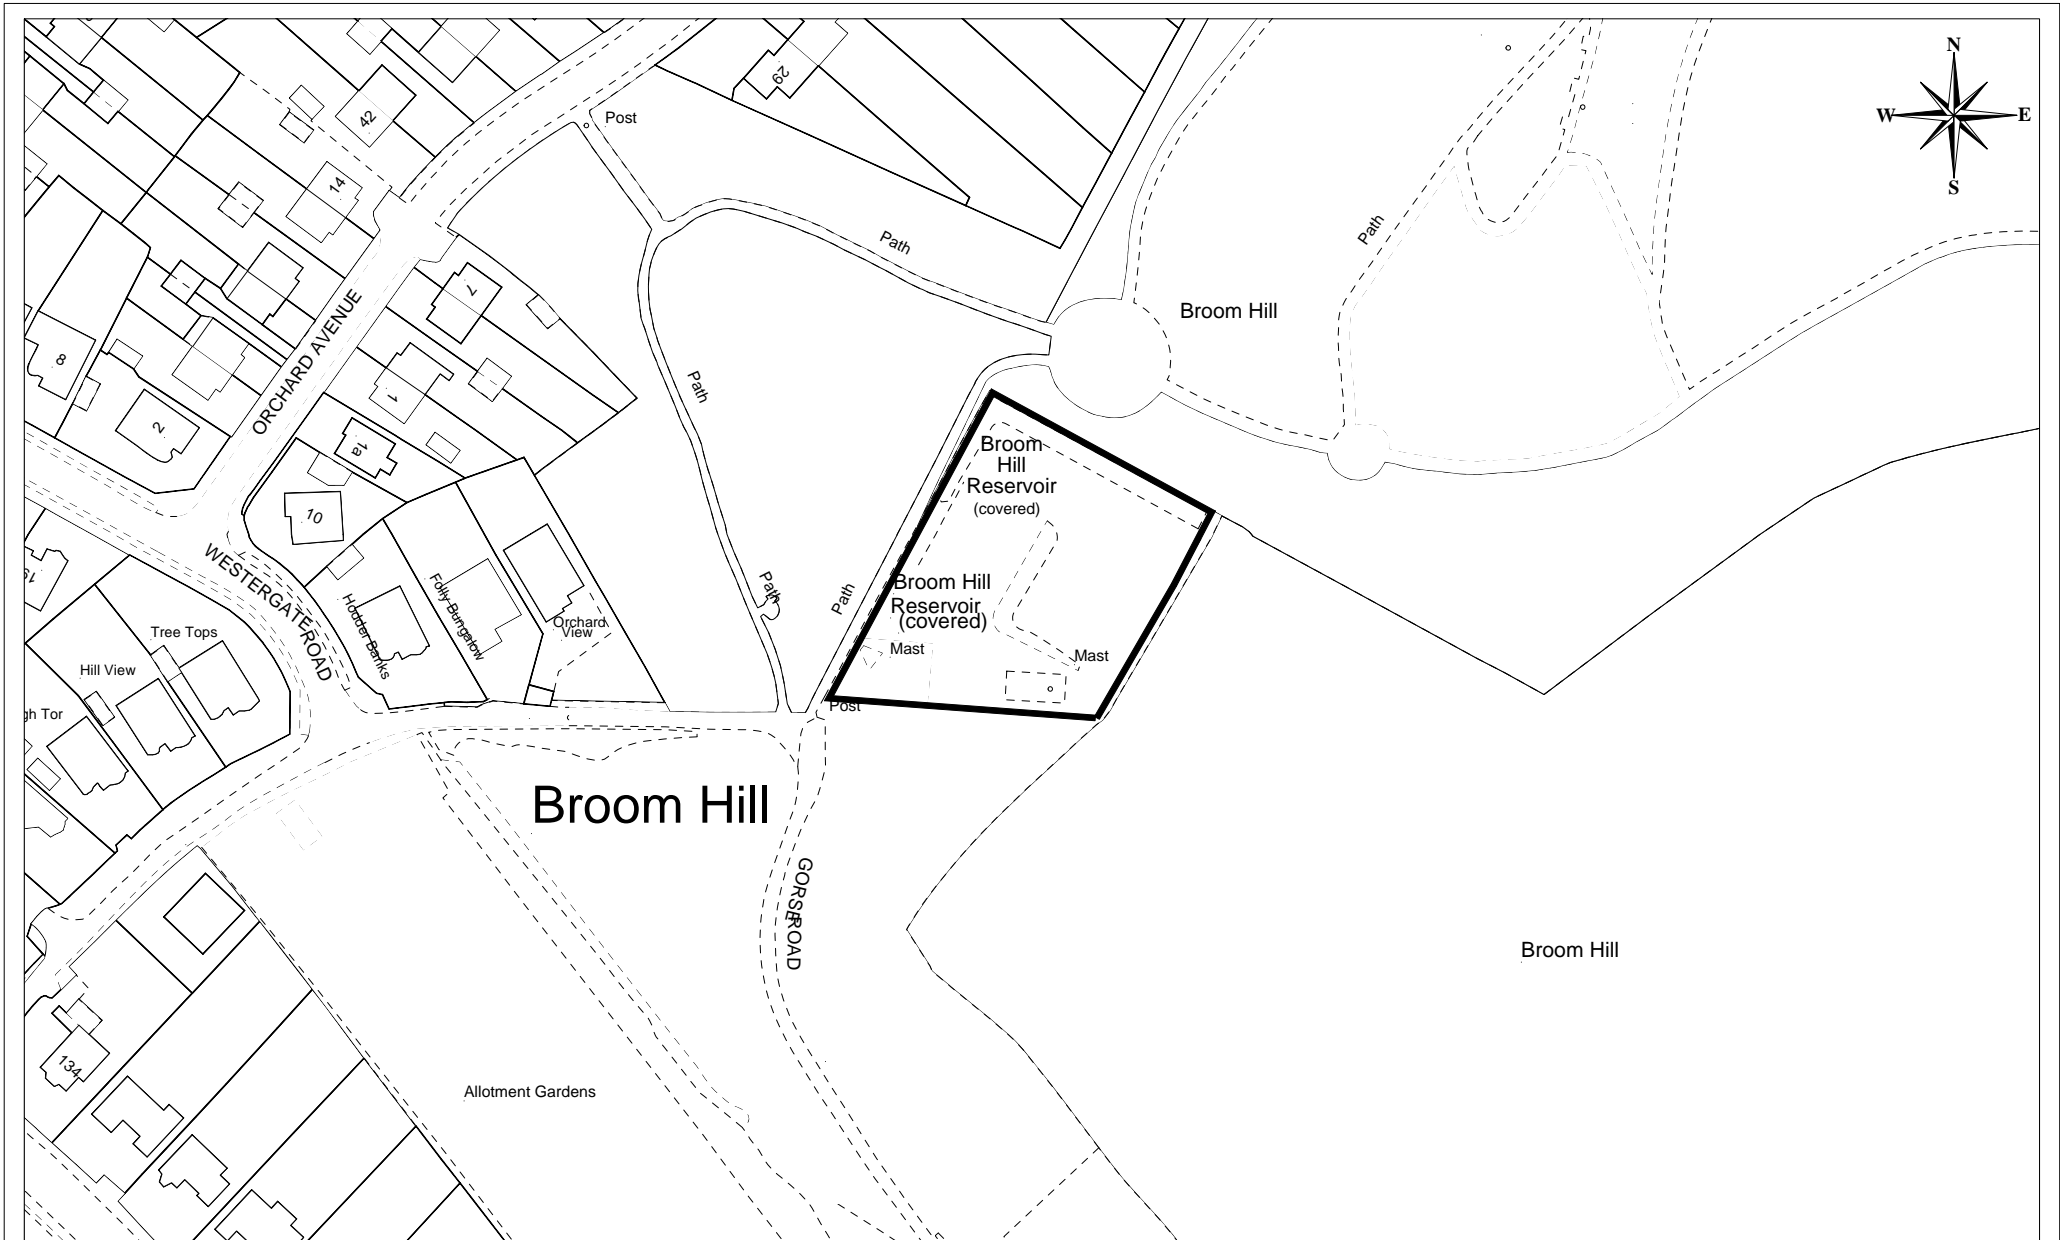 N
W
E
S
29
Post
42
14
Path
Path
Broom Hill
7
ORCHARD AVENUE
8
1
Path
2
1a
Broom
Hill
Reservoir
(covered)
10
WESTERGATE ROAD
19
Hodder Banks
Folly Bungalow
Path
Path
Broom Hill
Reservoir
(covered)
Orchard
View
Tree Tops
Mast
Mast
Hill View
gh Tor
Post
Broom Hill
GORSE ROAD
Broom Hill
134
Allotment Gardens